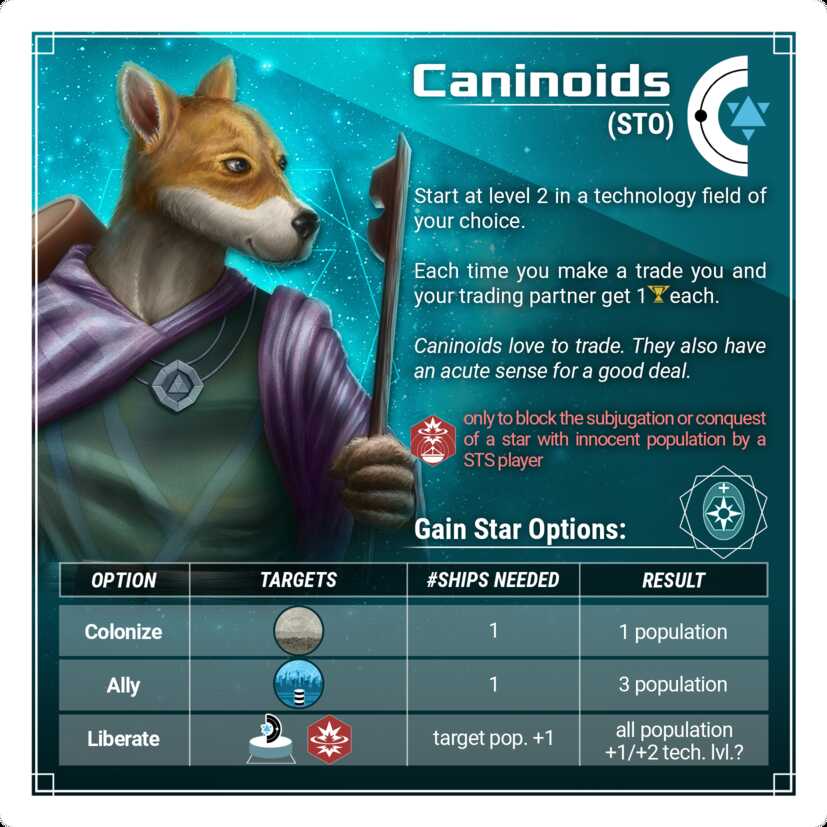 Caninoids
(STO)
Start at level 2 in a technology field of
your choice.
Each time you make a trade you and
your trading partner get 1 each.
Caninoids love to trade. They also have
an acute sense for a good deal.
only to block the subjugation or conquest
of a star with innocent population by a
STS player
Gain Star Options:
+
OPTION TARGETS #SHIPS NEEDED RESULT
Colonize 1 1 population
Ally 1 3 population
Liberate target pop. +1 all population
+1/+2 tech. lvl.?